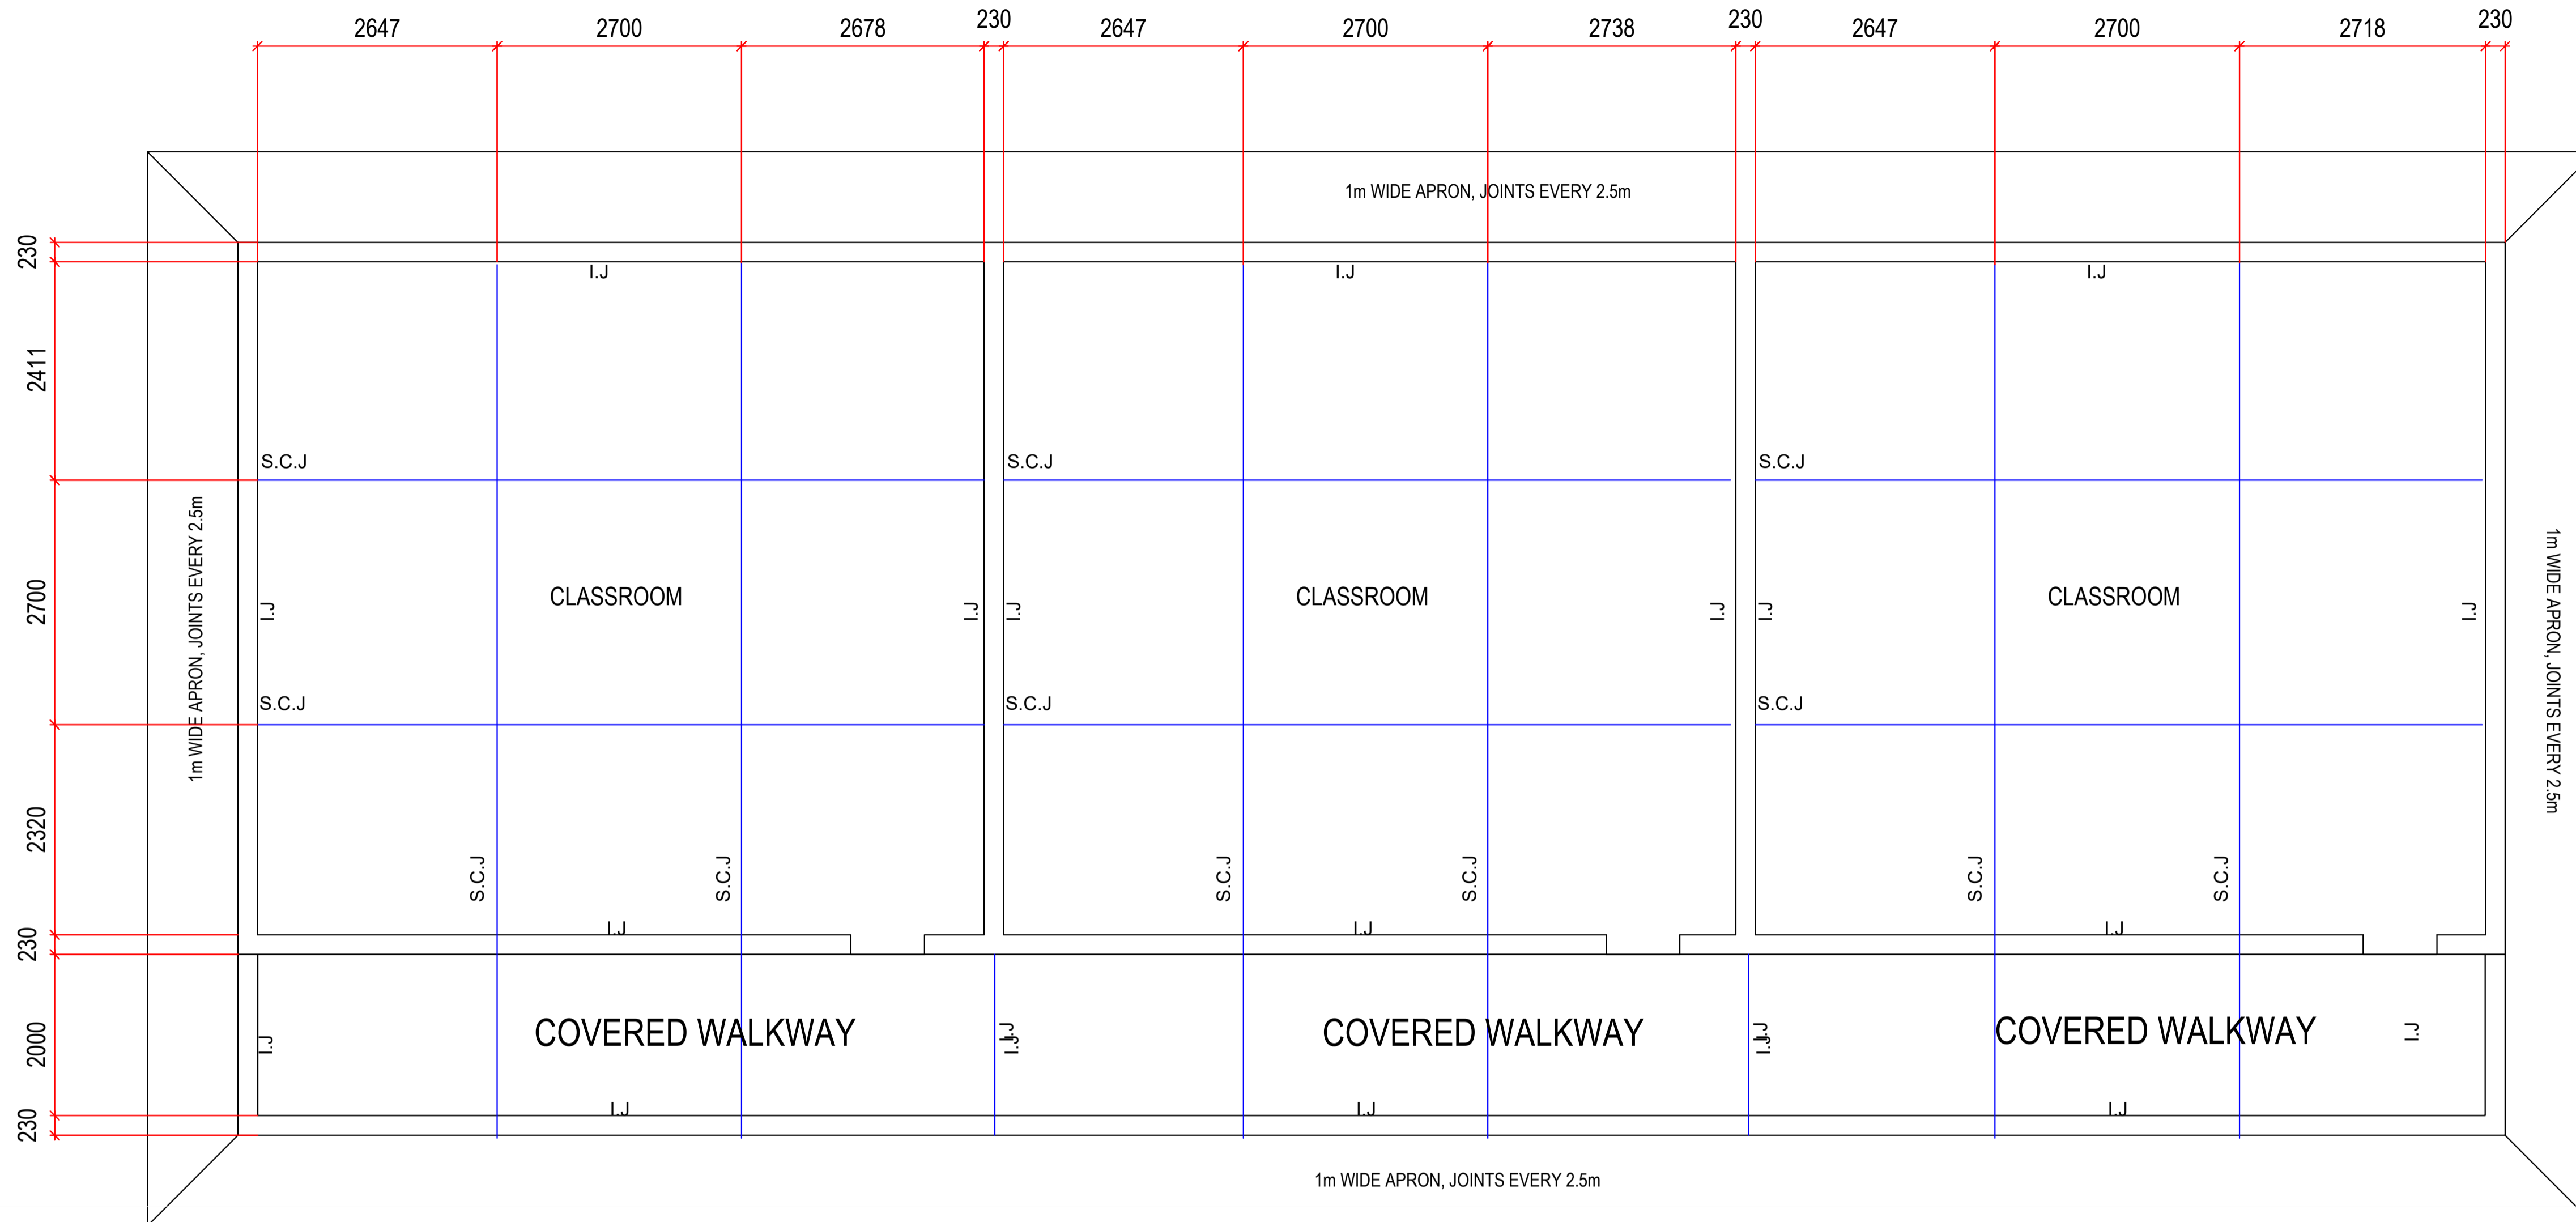 2647
2700
2678
230
2647
2700
2738
230
2647
2700
2718
230
1m WIDE APRON, JOINTS EVERY 2.5m
230
I.J
I.J
I.J
2411
S.C.J
S.C.J
S.C.J
1m WIDE APRON, JOINTS EVERY 2.5m
2700
I.J
CLASSROOM
I.J
I.J
CLASSROOM
I.J
I.J
CLASSROOM
I.J
1m WIDE APRON, JOINTS EVERY 2.5m
S.C.J
S.C.J
S.C.J
2320
S.C.J
S.C.J
S.C.J
S.C.J
S.C.J
S.C.J
230
I.J
I.J
I.J
2000
I.J
COVERED WALKWAY
I.J
I.J
COVERED WALKWAY
I.J
I.J
COVERED WALKWAY
I.J
230
I.J
I.J
I.J
1m WIDE APRON, JOINTS EVERY 2.5m